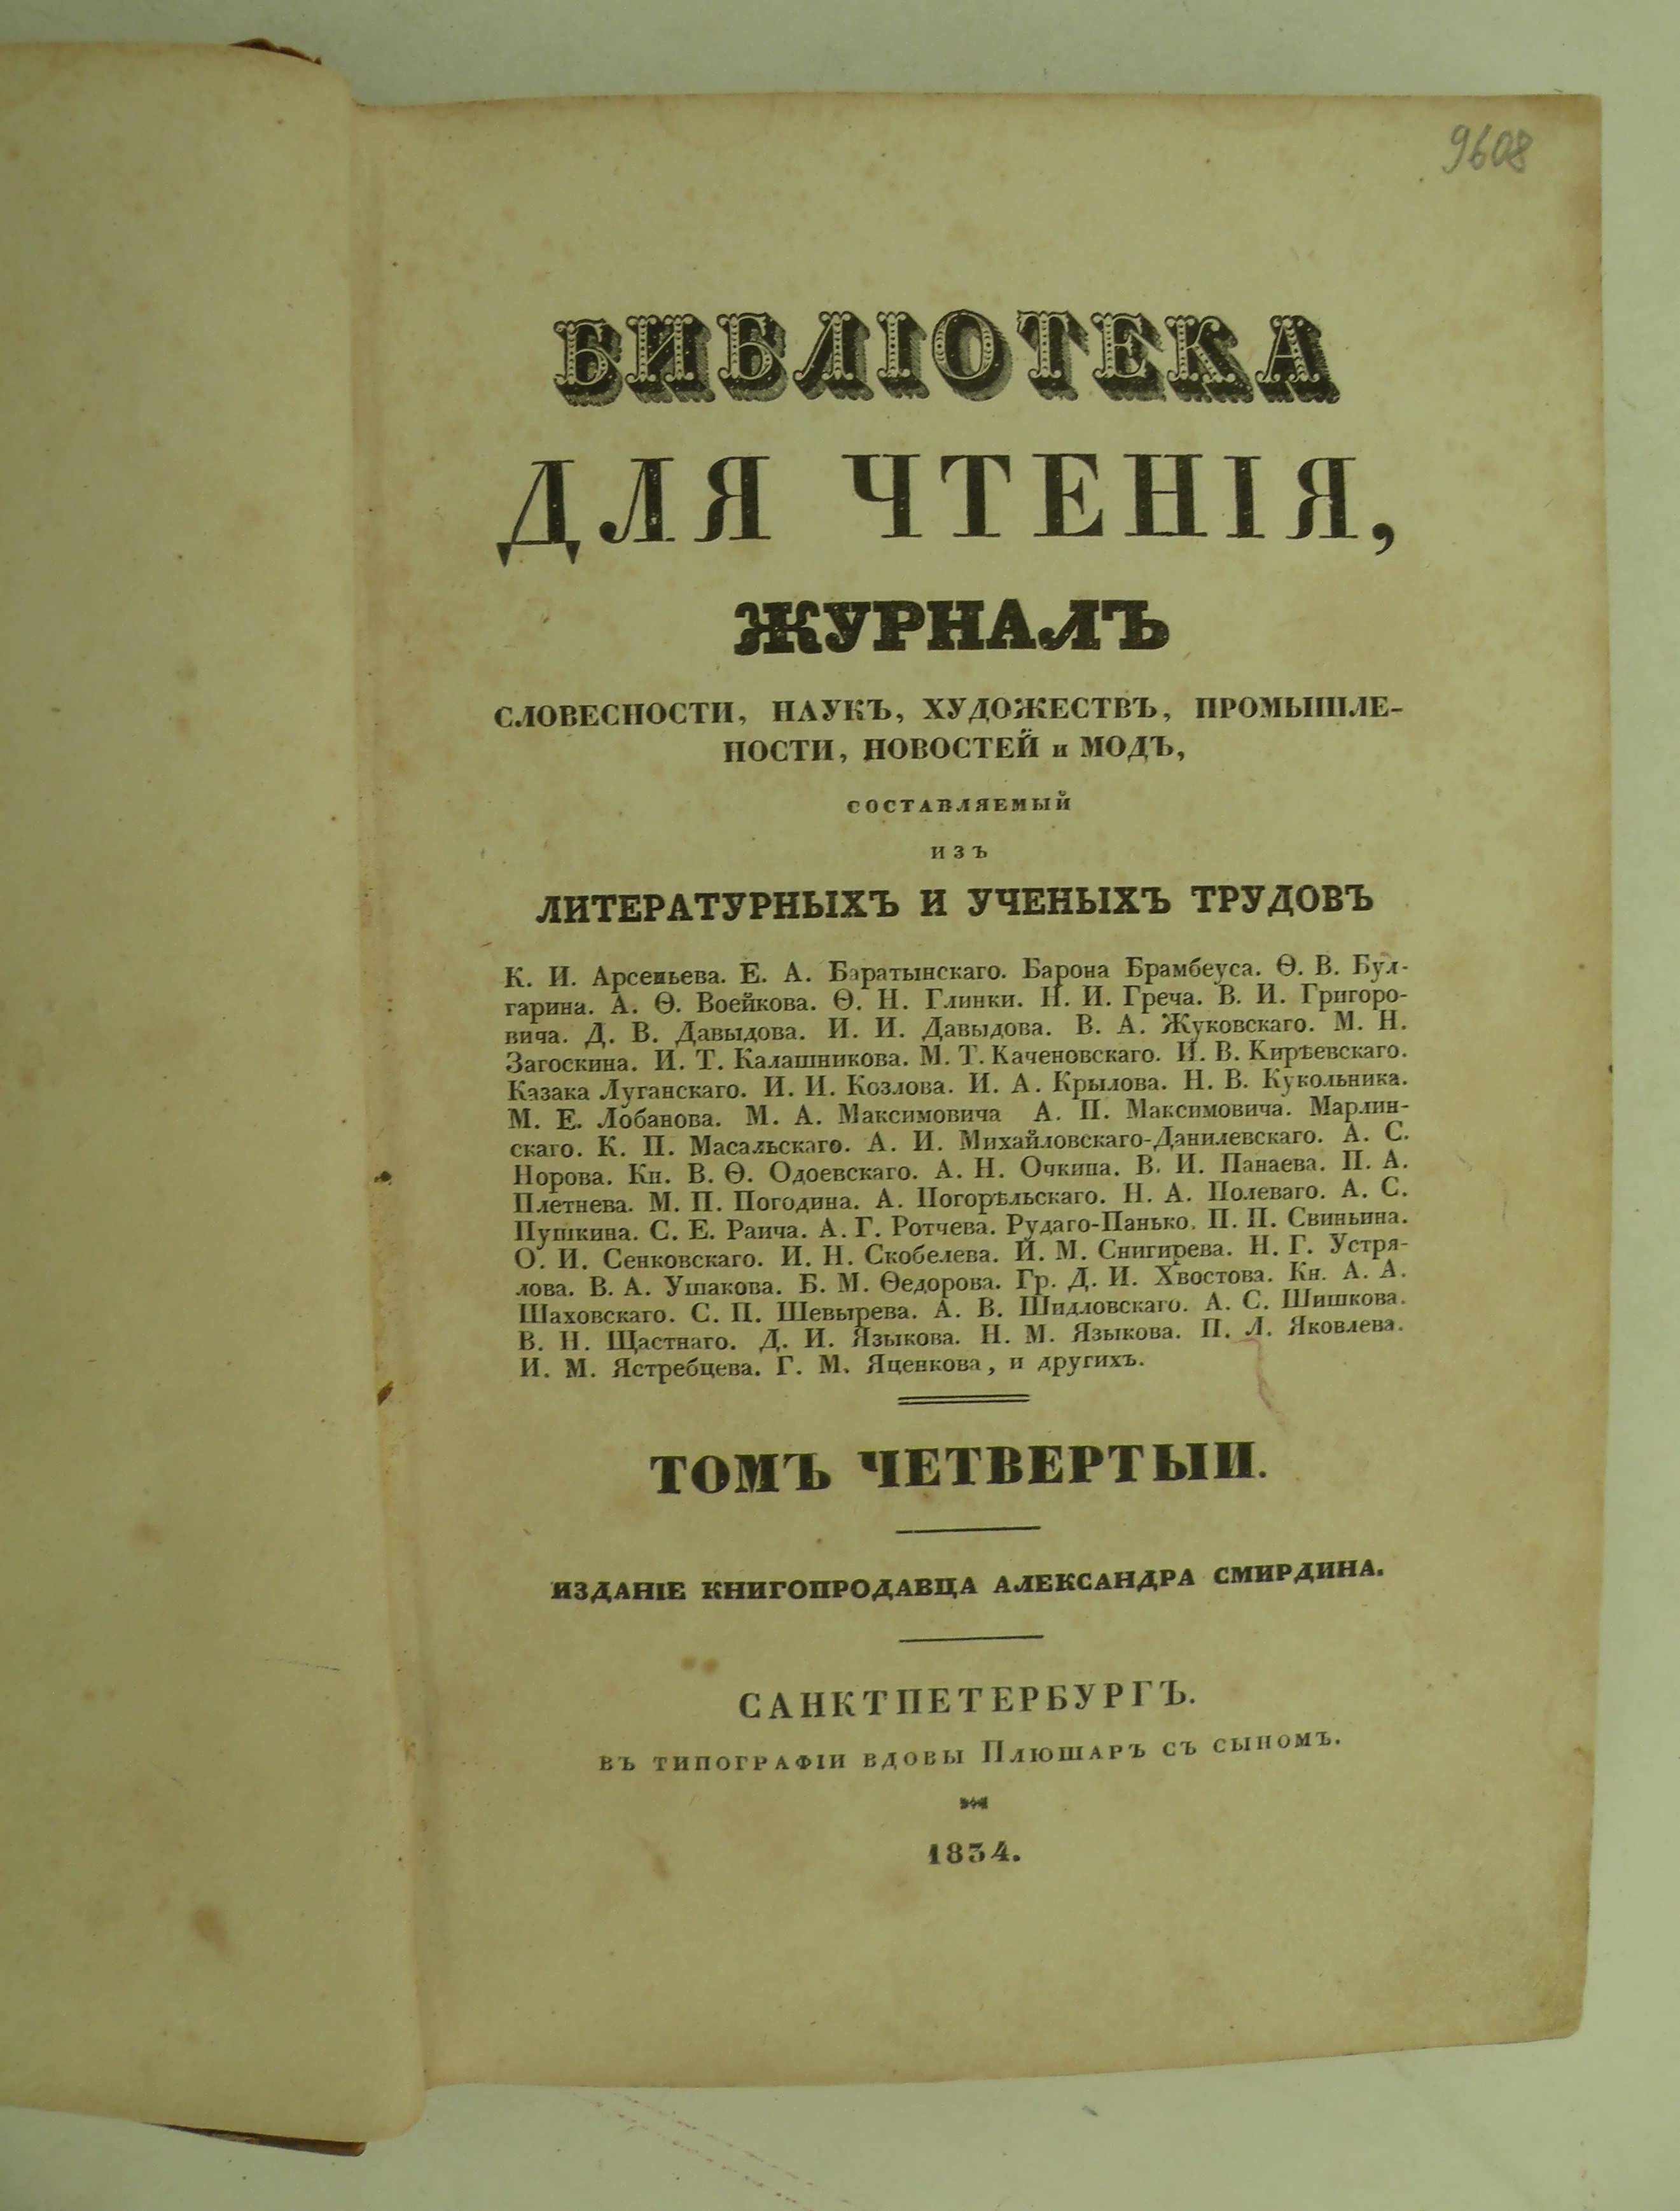 9608
БИБЛІОТЕКА
ДЛЯ ЧТЕНІЯ,
ЖУРНАЛЪ
СЛОВЕСНОСТИ, НАУКЪ, ХУДОЖЕСТВЪ, ПРОМЫШЛЕ-
НОСТИ, НОВОСТЕЙ и МОДЪ,
СОСТАВЛЯЕМЫЙ
ИЗЪ
ЛИТЕРАТУРНЫХЪ И УЧЕНЫХЪ ТРУДОВЪ
К. И. Арсеньева. Е. А. Баратынскаго. Барона Брамбеуса. Ѳ. В. Бул-
гарина. А. Ѳ. Воейкова. Ѳ. Н. Глинки. Н. И. Греча. В. И. Григоро-
вича. Д. В. Давыдова. И. И. Давыдова. В. А. Жуковскаго. М. Н.
Загоскина. И. Т. Калашникова. М. Т. Каченовскаго. И. В. Кирѣевскаго.
Казака Луганскаго. И. И. Козлова. И. А. Крылова. Н. В. Кукольника.
М. Е. Лобанова. М. А. Максимовича А. П. Максимовича. Марлин-
скаго. К. П. Масальскаго. А. И. Михайловскаго-Данилевскаго. А. С.
Норова. Кн. В. Ѳ. Одоевскаго. А. Н. Очкина. В. И. Панаева. П. А.
Плетнева. М. П. Погодина. А. Погорѣльскаго. Н. А. Полеваго. А. С.
Пушкина. С. Е. Раича. А. Г. Ротчева. Рудаго-Панько. П. П. Свиньина.
О. И. Сенковскаго. И. Н. Скобелева. И. М. Снигирева. Н. Г. Устря-
лова. В. А. Ушакова. Б. М. Ѳедорова. Гр. Д. И. Хвостова. Кн. А. А.
Шаховскаго. С. П. Шевырева. А. В. Шидловскаго. А. С. Шишкова.
В. Н. Щастнаго. Д. И. Языкова. Н. М. Языкова. П. Л. Яковлева.
И. М. Ястребцева. Г. М. Яценкова, и другихъ.
ТОМЪ ЧЕТВЕРТЫИ.
ИЗДАНІЕ КНИГОПРОДАВЦА АЛЕКСАНДРА СМИРДИНА.
САНКТПЕТЕРБУРГЪ.
ВЪ ТИПОГРАФІИ ВДОВЫ ПЛЮШАРЪ СЪ СЫНОМЪ.
1834.